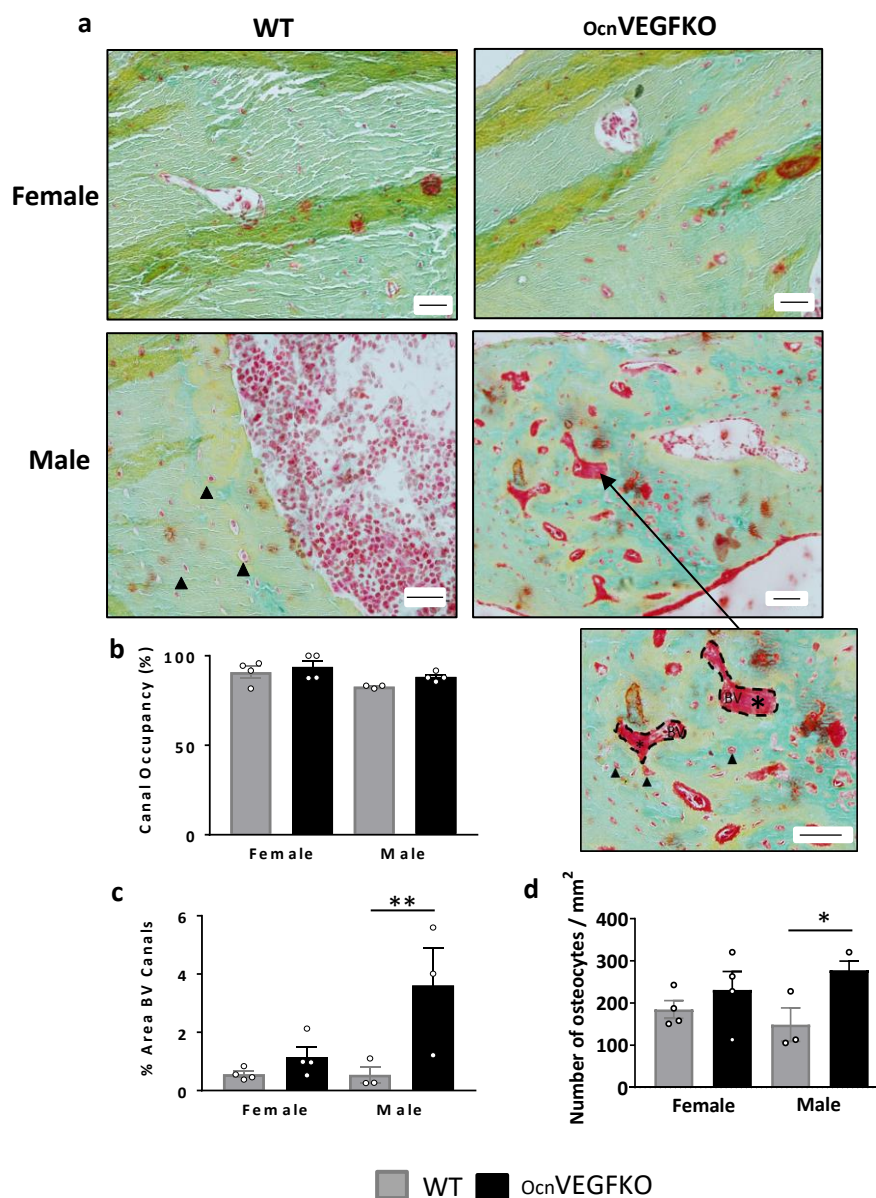 a
WT
OcnVEGFKO
Female
Male
BV
*
BV
*
b
Canal Occupancy (%)
100
50
0
Female Male
c
% Area BV Canals
6
4
2
0
**
Female Male
d
Number of osteocytes / mm²
400
300
200
100
0
*
Female Male
WT OcnVEGFKO